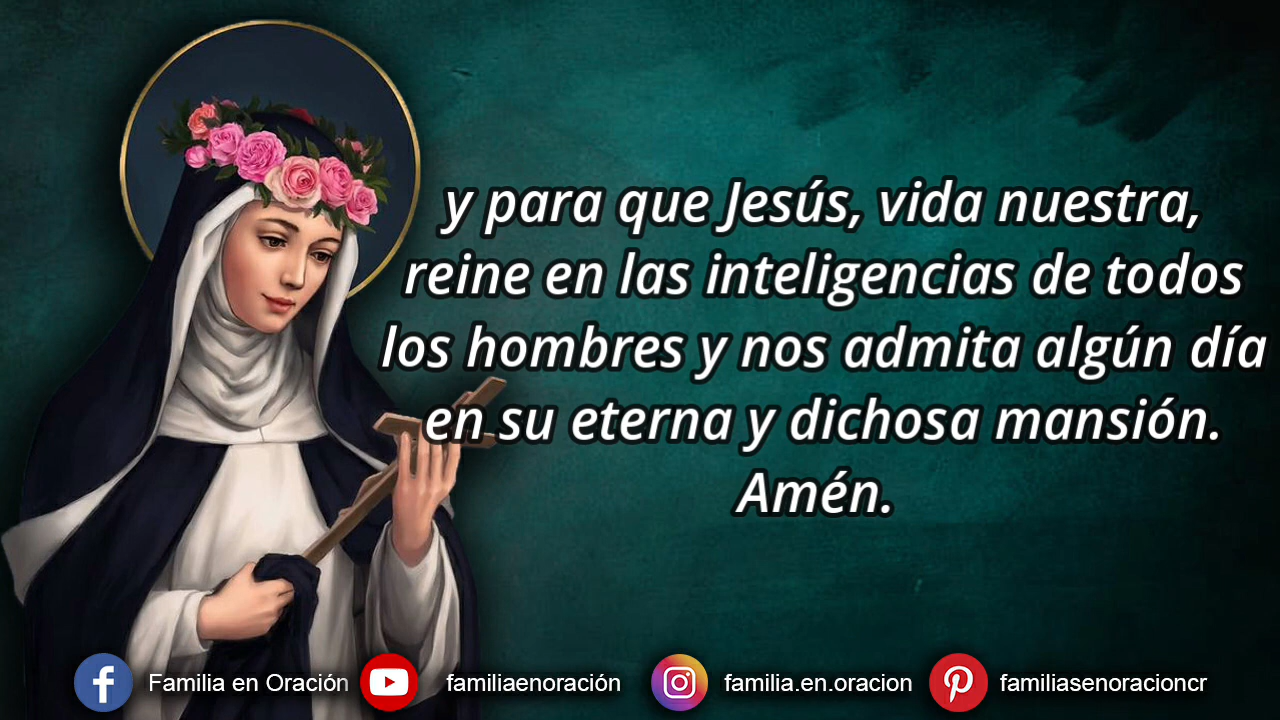 y para que Jesús, vida nuestra,
reine en las inteligencias de todos
los hombres y nos admita algún día
en su eterna y dichosa mansión.
Amén.
Familia en Oración
familiaenoración
familia.en.oracion
familiasenoracioncr